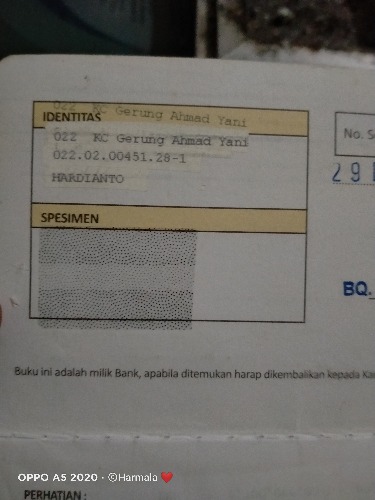 022 KC Gerung Ahmad Yani
IDENTITAS
022 KC Gerung Ahmad Yani
022.02.00451.28-1
HARDIANTO
No. S
29
SPESIMEN
BQ.
Buku ini adalah milik Bank, apabila ditemukan harap dikembalikan kepada Ka
OPPO A5 2020 · ©Harmala ❤️
PERHATIAN :